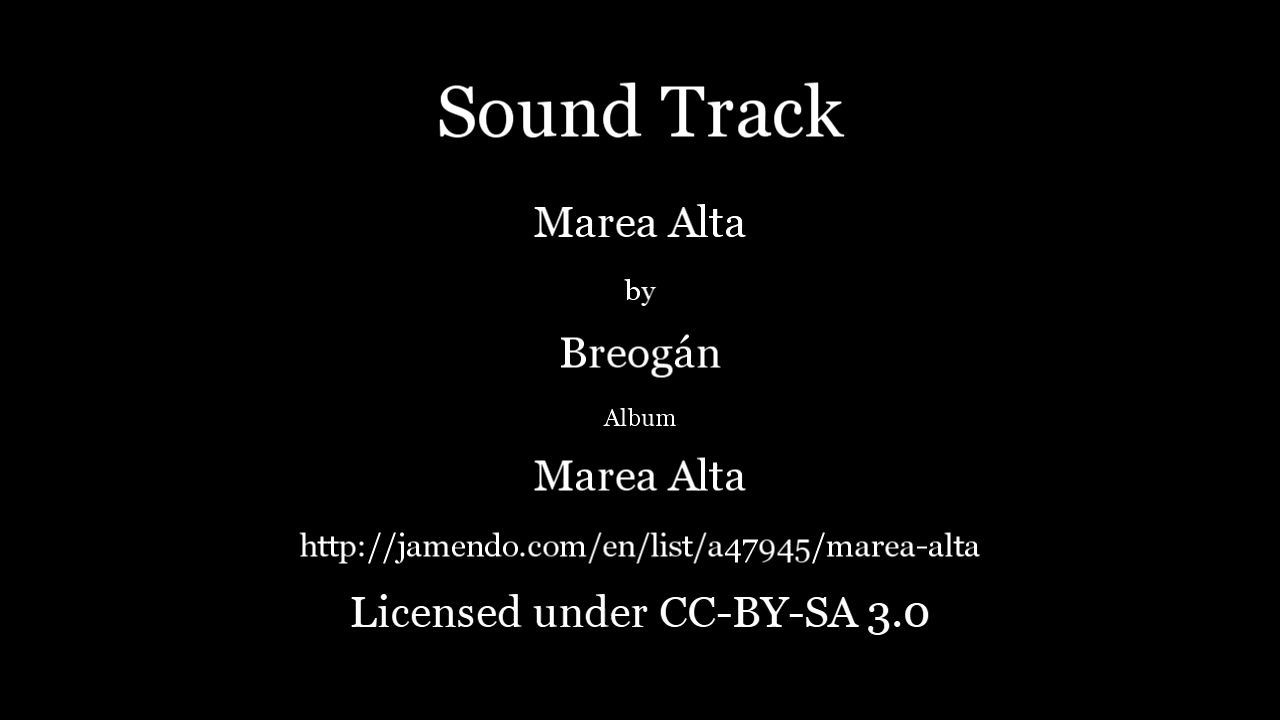 Sound Track
Marea Alta
by
Breogán
Album
Marea Alta
http://jamendo.com/en/list/a47945/marea-alta
Licensed under CC-BY-SA 3.0